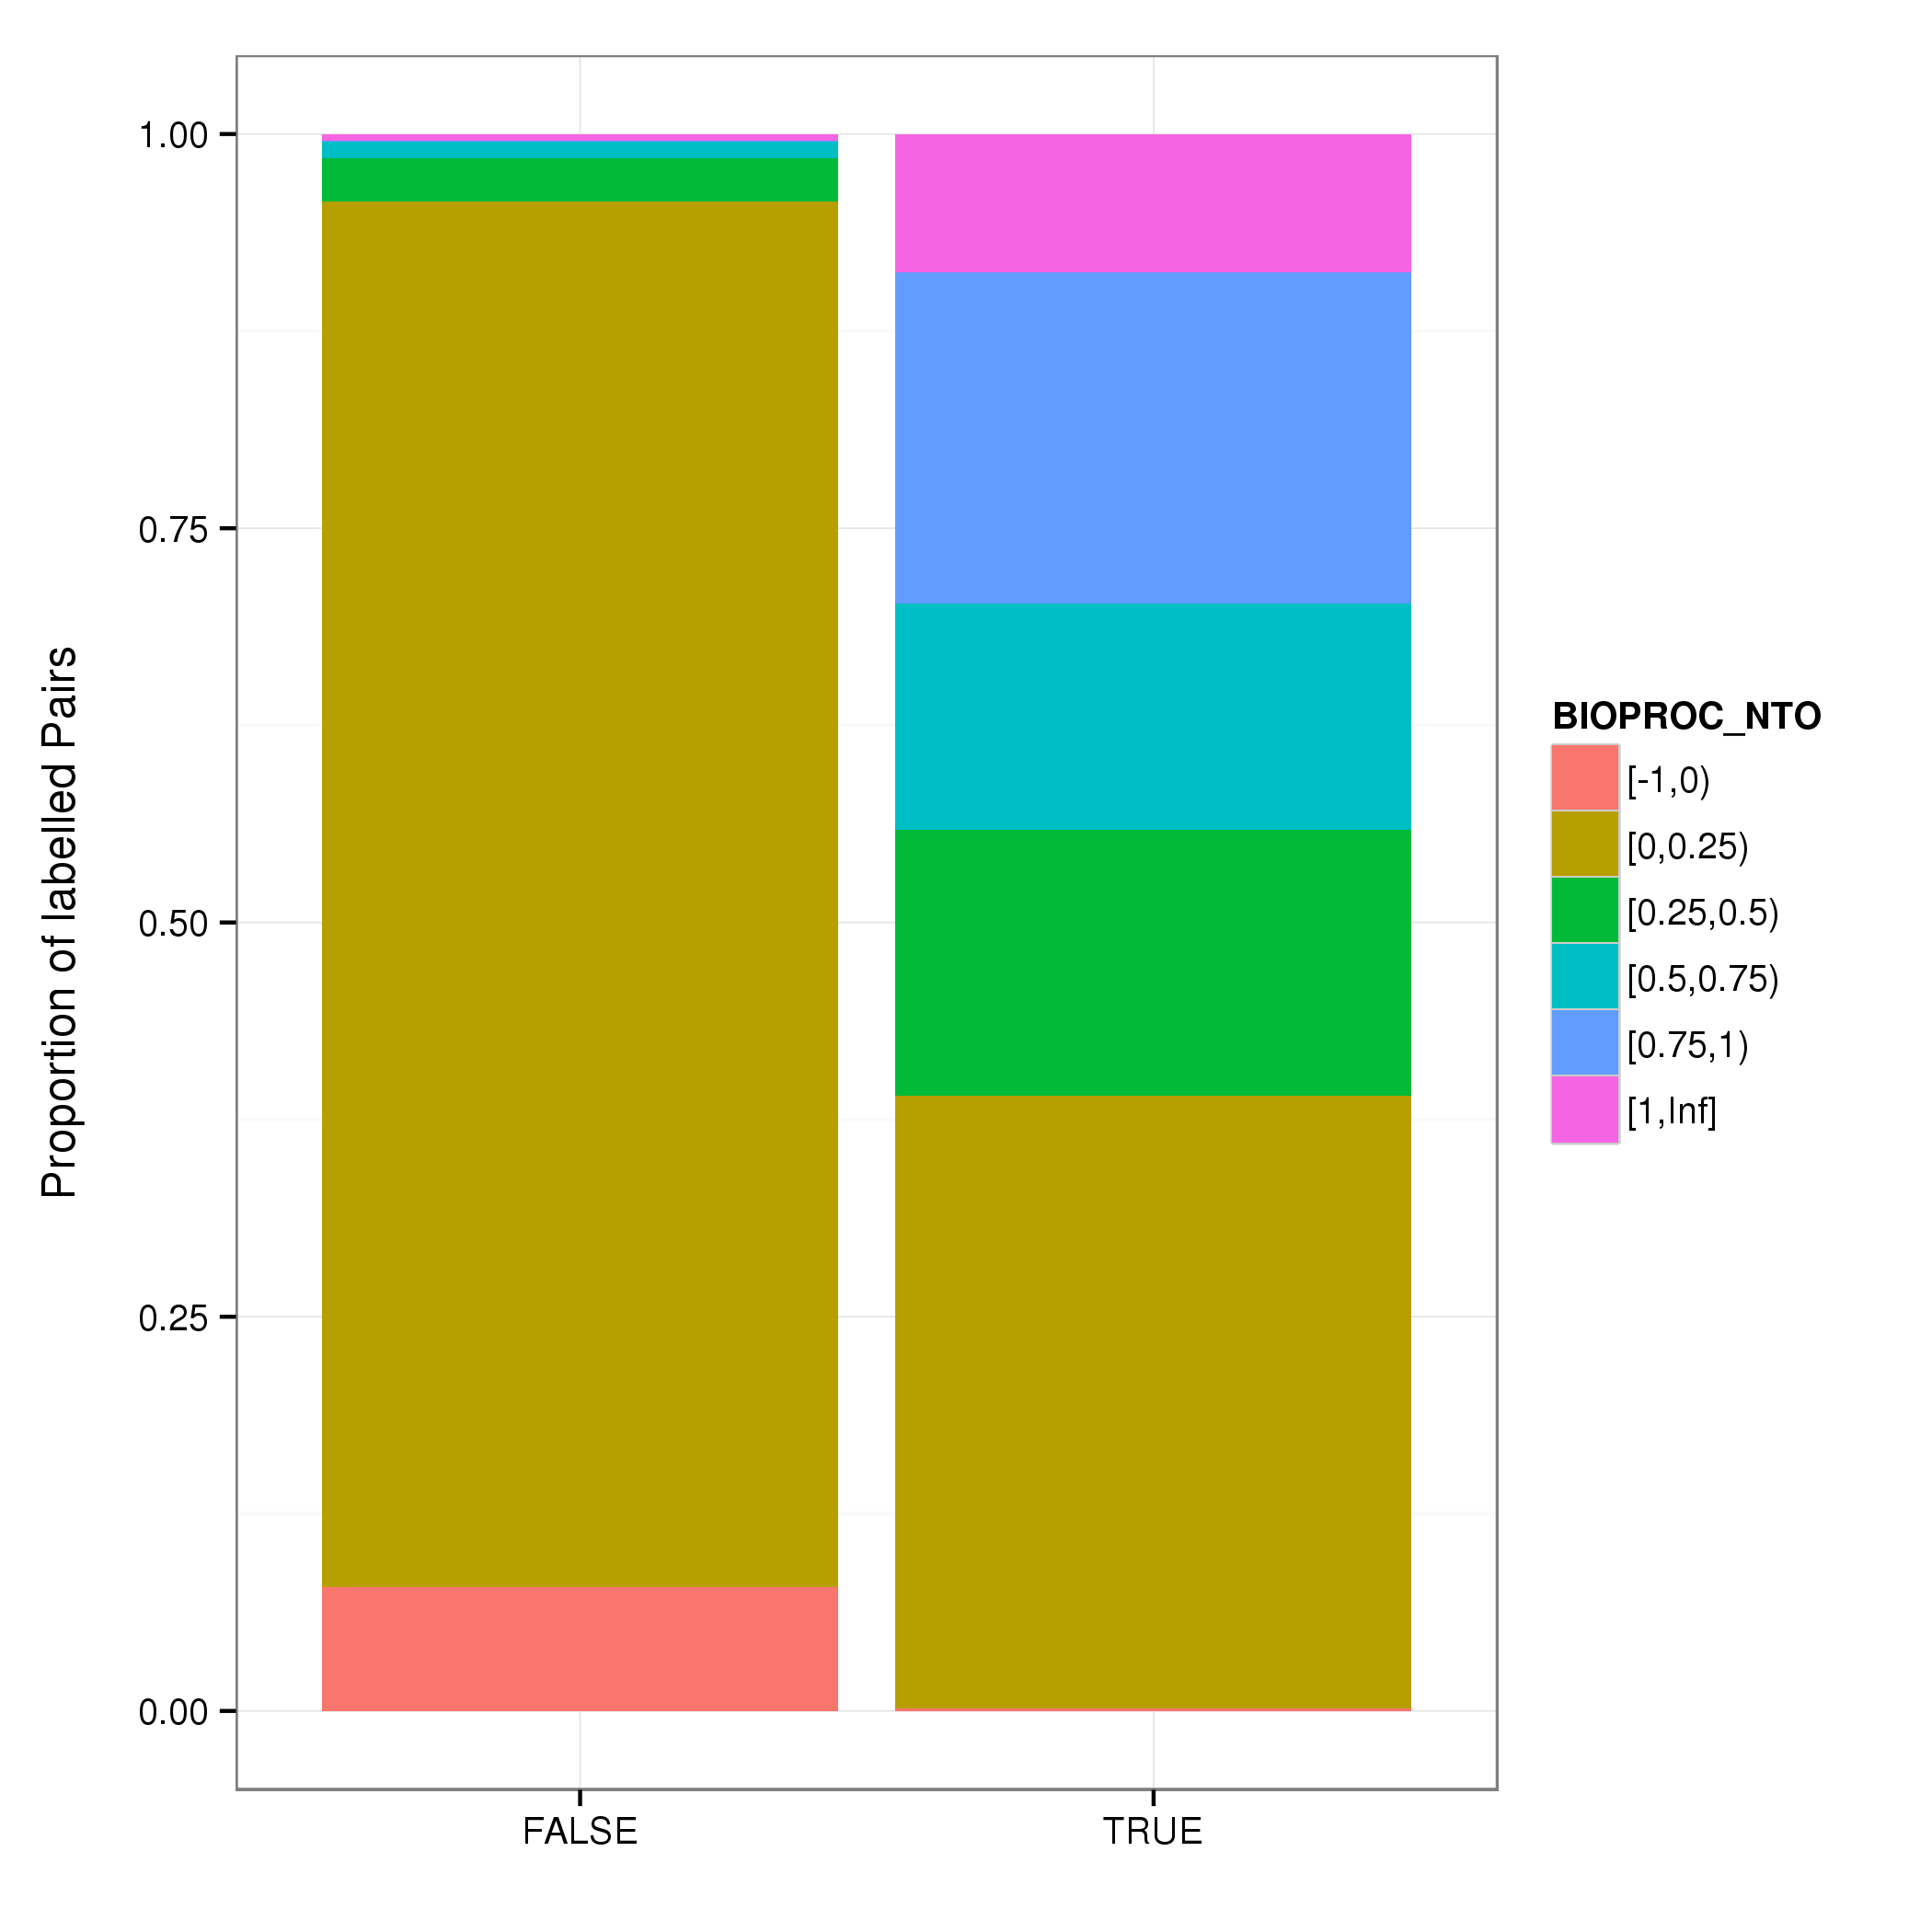 Proportion of labelled Pairs
1.00
0.75
0.50
0.25
0.00
FALSE
TRUE
BIOPROC_NTO
[-1,0)
[0,0.25)
[0.25,0.5)
[0.5,0.75)
[0.75,1)
[1,Inf]